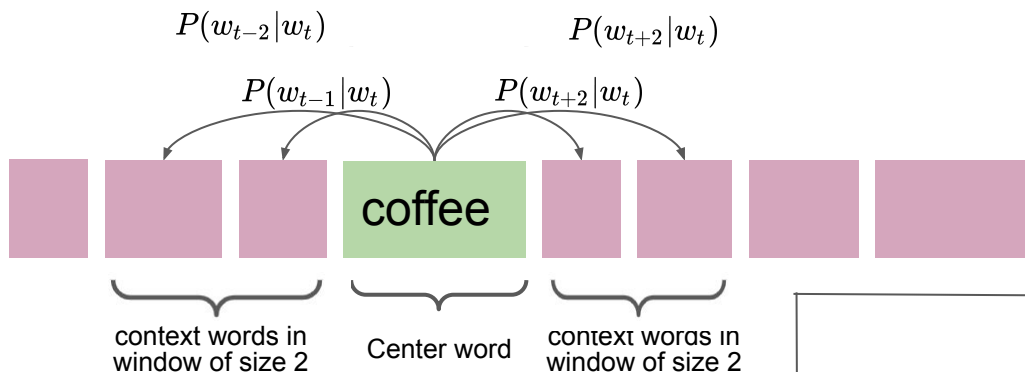 P(w_{t-2}|w_t)
P(w_{t+2}|w_t)
P(w_{t-1}|w_t)
P(w_{t+2}|w_t)
coffee
context words in
window of size 2
Center word
context words in
window of size 2